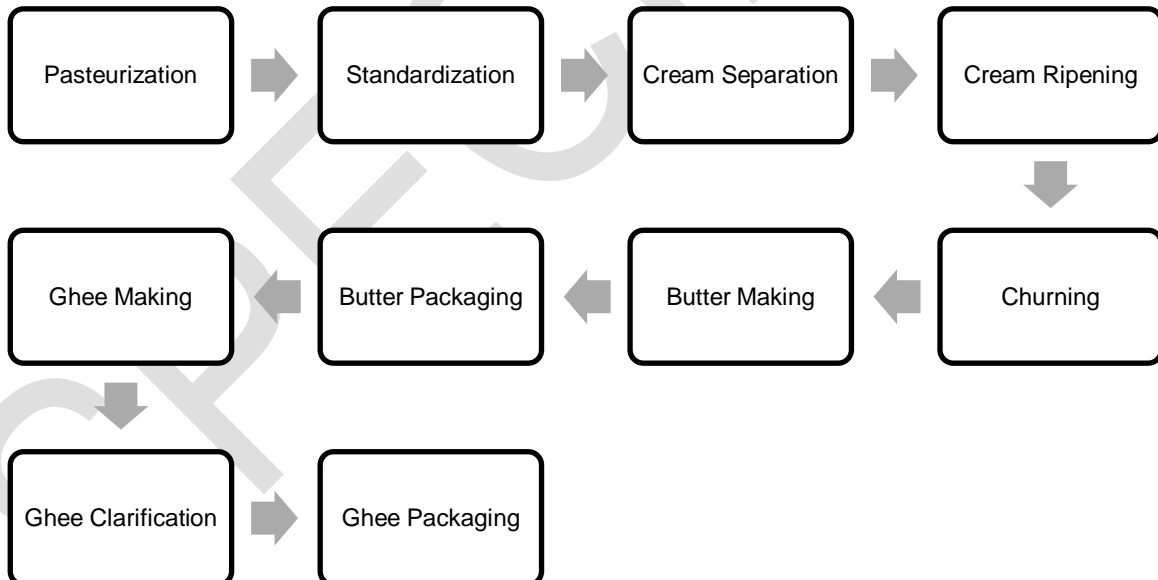 Pasteurization
Standardization
Cream Separation
Cream Ripening
Churning
Butter Making
Butter Packaging
Ghee Making
Ghee Clarification
Ghee Packaging